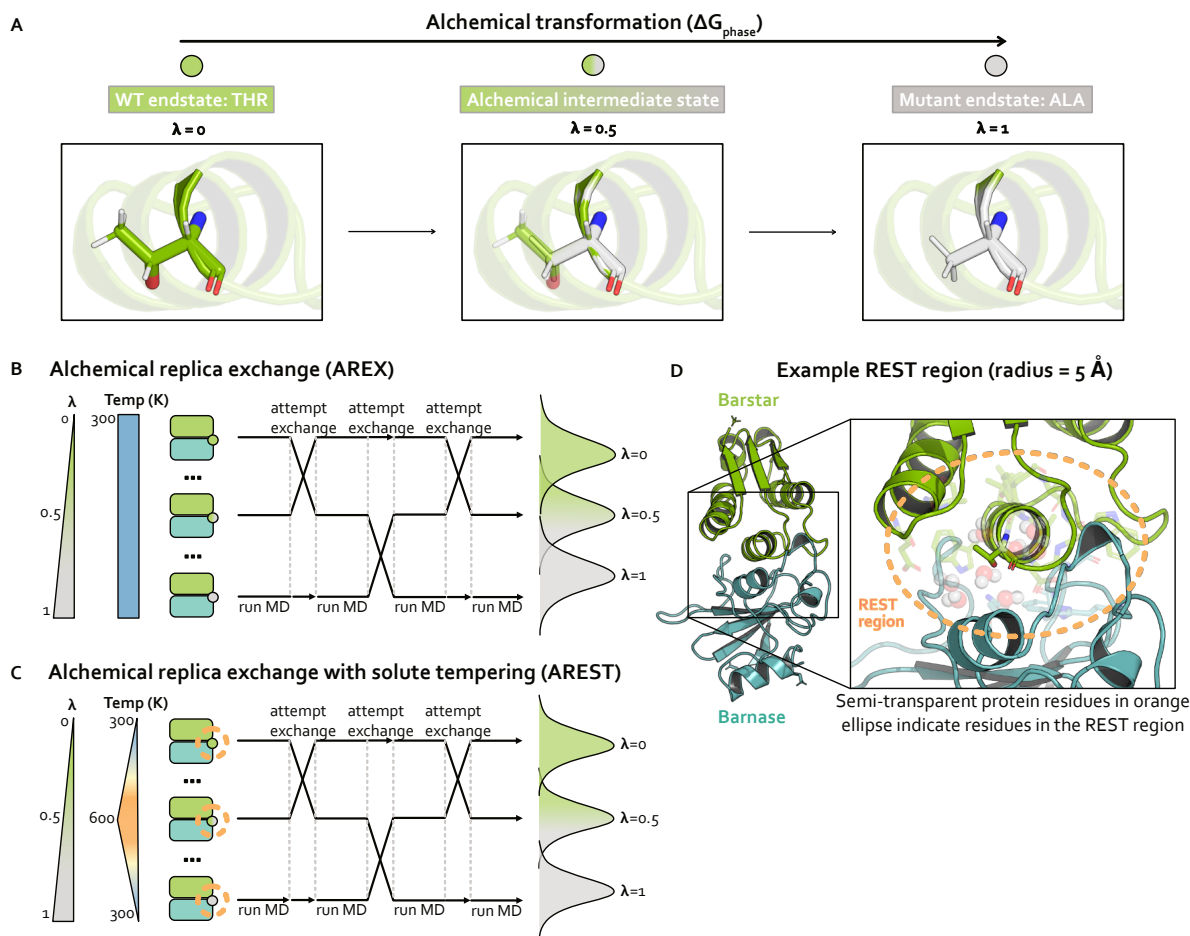 A
Alchemical transformation (ΔGphase)
WT endstate: THR
Alchemical intermediate state
Mutant endstate: ALA
λ = 0
λ = 0.5
λ = 1
B Alchemical replica exchange (AREX)
λ
Temp (K)
0
300
0.5
1
attempt exchange
attempt exchange
attempt exchange
...
...
run MD
run MD
run MD
run MD
λ=0
λ=0.5
λ=1
C Alchemical replica exchange with solute tempering (AREST)
λ
Temp (K)
0
300
0.5
600
1
300
attempt exchange
attempt exchange
attempt exchange
...
...
run MD
run MD
run MD
run MD
λ=0
λ=0.5
λ=1
D Example REST region (radius = 5 Å)
Barstar
Barnase
REST
region
Semi-transparent protein residues in orange
ellipse indicate residues in the REST region